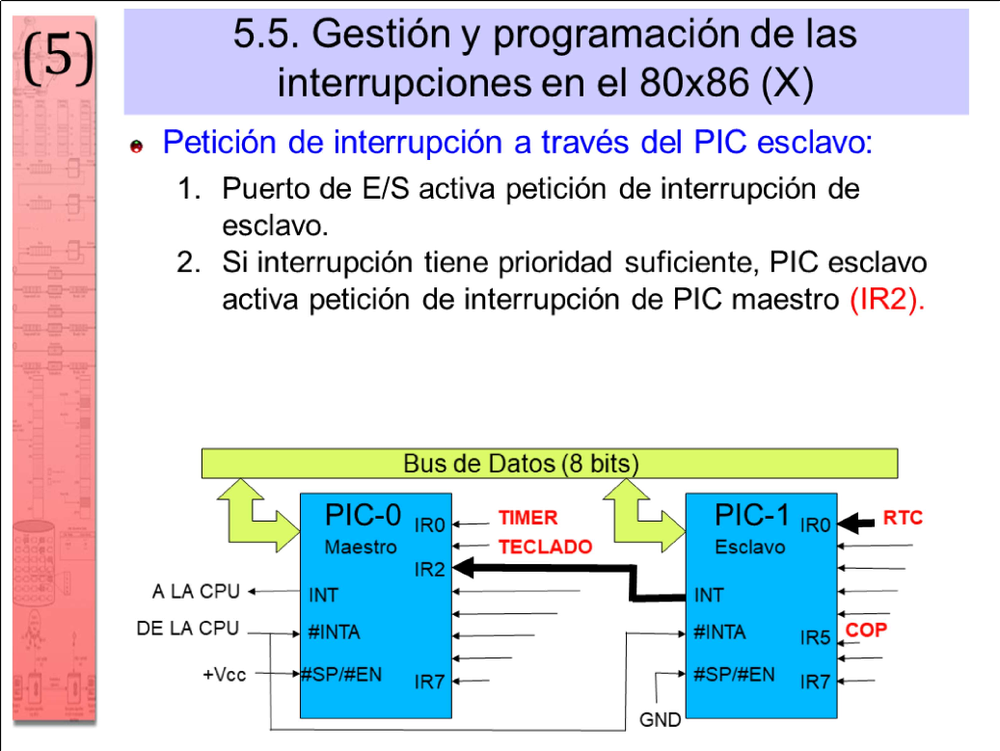 (5)
5.5. Gestión y programación de las
interrupciones en el 80x86 (X)
Petición de interrupción a través del PIC esclavo:
1. Puerto de E/S activa petición de interrupción de
esclavo.
2. Si interrupción tiene prioridad suficiente, PIC esclavo
activa petición de interrupción de PIC maestro (IR2).
Bus de Datos (8 bits)
PIC-0
Maestro
IR0
TIMER
TECLADO
IR2
A LA CPU
INT
DE LA CPU
#INTA
+Vcc
#SP/#EN
IR7
PIC-1
Esclavo
IR0
RTC
INT
#INTA
IR5
COP
#SP/#EN
IR7
GND